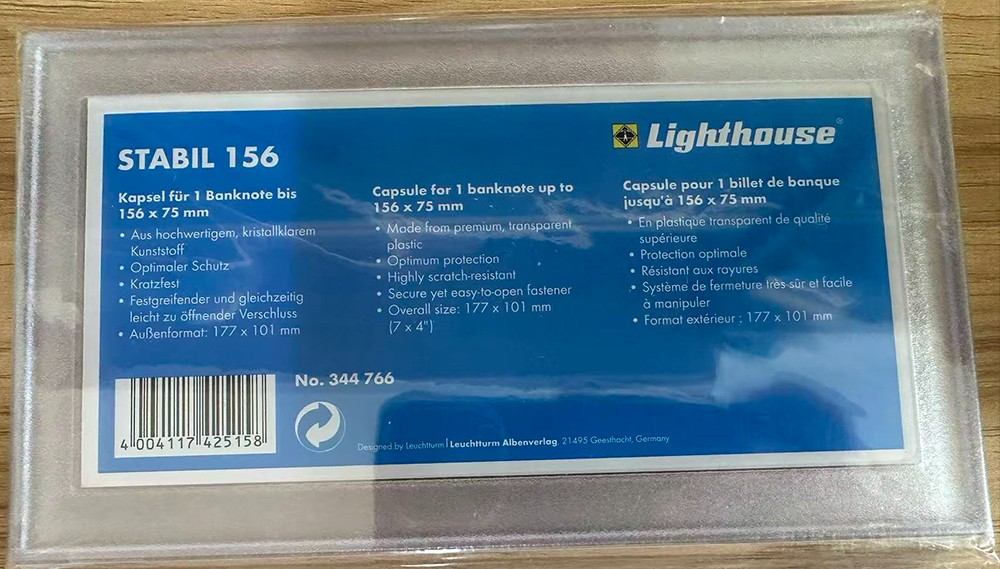 Lighthouse®
STABIL 156
Kapsel für 1 Banknote bis
156 x 75 mm
• Aus hochwertigem, kristallklarem
Kunststoff
• Optimaler Schutz
• Kratzfest
• Festgreifender und gleichzeitig
leicht zu öffnender Verschluss
• Außenformat: 177 x 101 mm
Capsule for 1 banknote up to
156 x 75 mm
• Made from premium, transparent
plastic
• Optimum protection
• Highly scratch-resistant
• Secure yet easy-to-open fastener
• Overall size: 177 x 101 mm
(7 x 4")
Capsule pour 1 billet de banque
jusqu'à 156 x 75 mm
• En plastique transparent de qualité
supérieure
• Protection optimale
• Résistant aux rayures
• Système de fermeture très sûr et facile
à manipuler
• Format extérieur : 177 x 101 mm
No. 344 766
4 004117 425158
Designed by Leuchtturm | Leuchtturm Albenverlag, 21495 Geesthacht, Germany